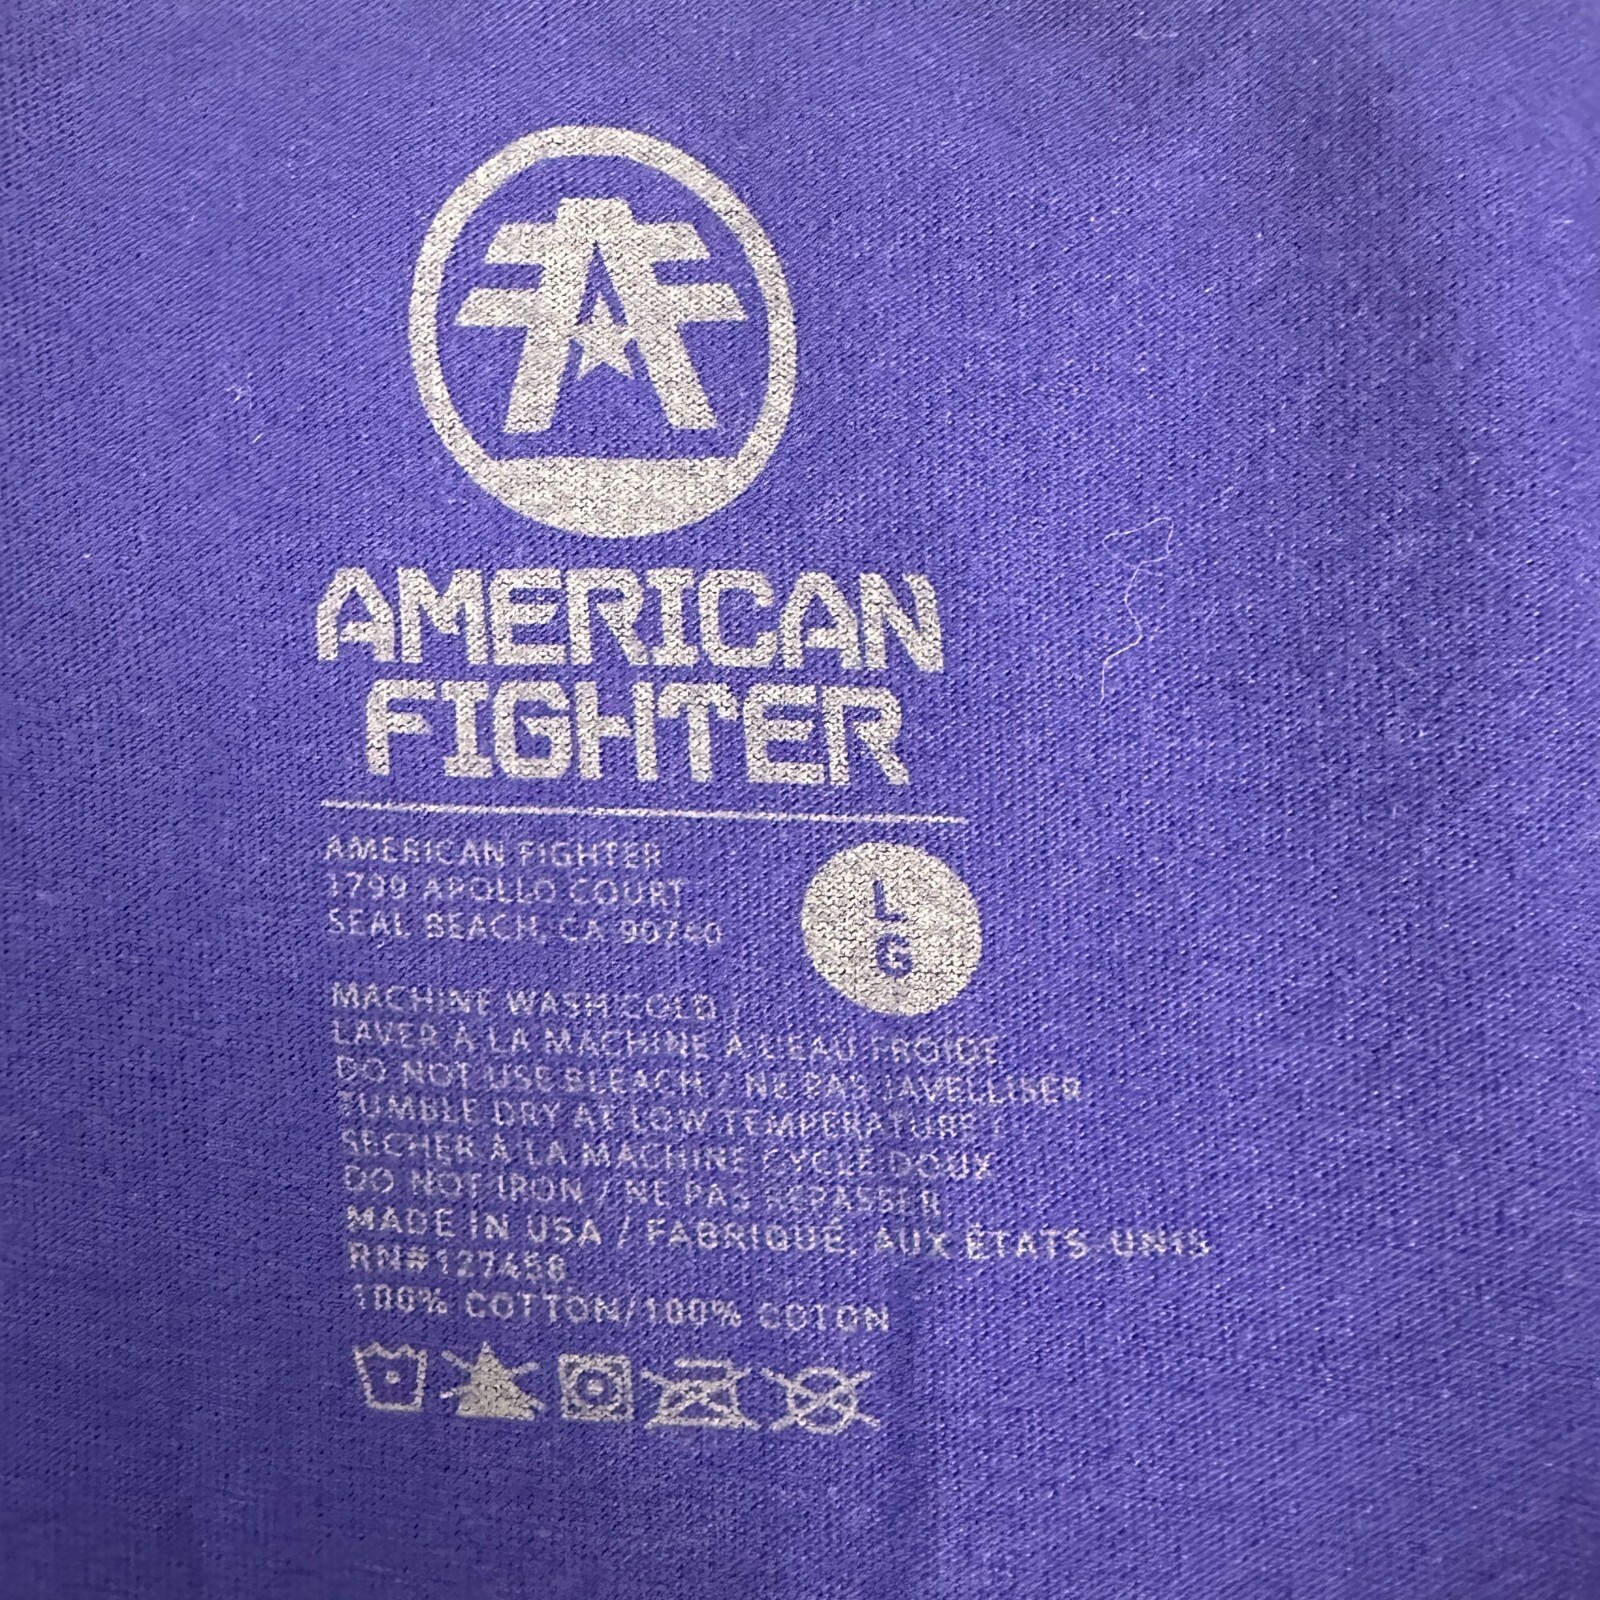 AMERICAN
FIGHTER
AMERICAN FIGHTER
1799 APOLLO COURT
SEAL BEACH, CA 90740
L
G
MACHINE WASH COLD /
LAVER À LA MACHINE À L'EAU FROIDE
DO NOT USE BLEACH / NE PAS JAVELLISER
TUMBLE DRY AT LOW TEMPERATURE /
SECHER À LA MACHINE CYCLE DOUX
DO NOT IRON / NE PAS REPASSER
MADE IN USA / FABRIQUÉ, AUX ÉTATS-UNIS
RN#127458
100% COTTON/100% COTON